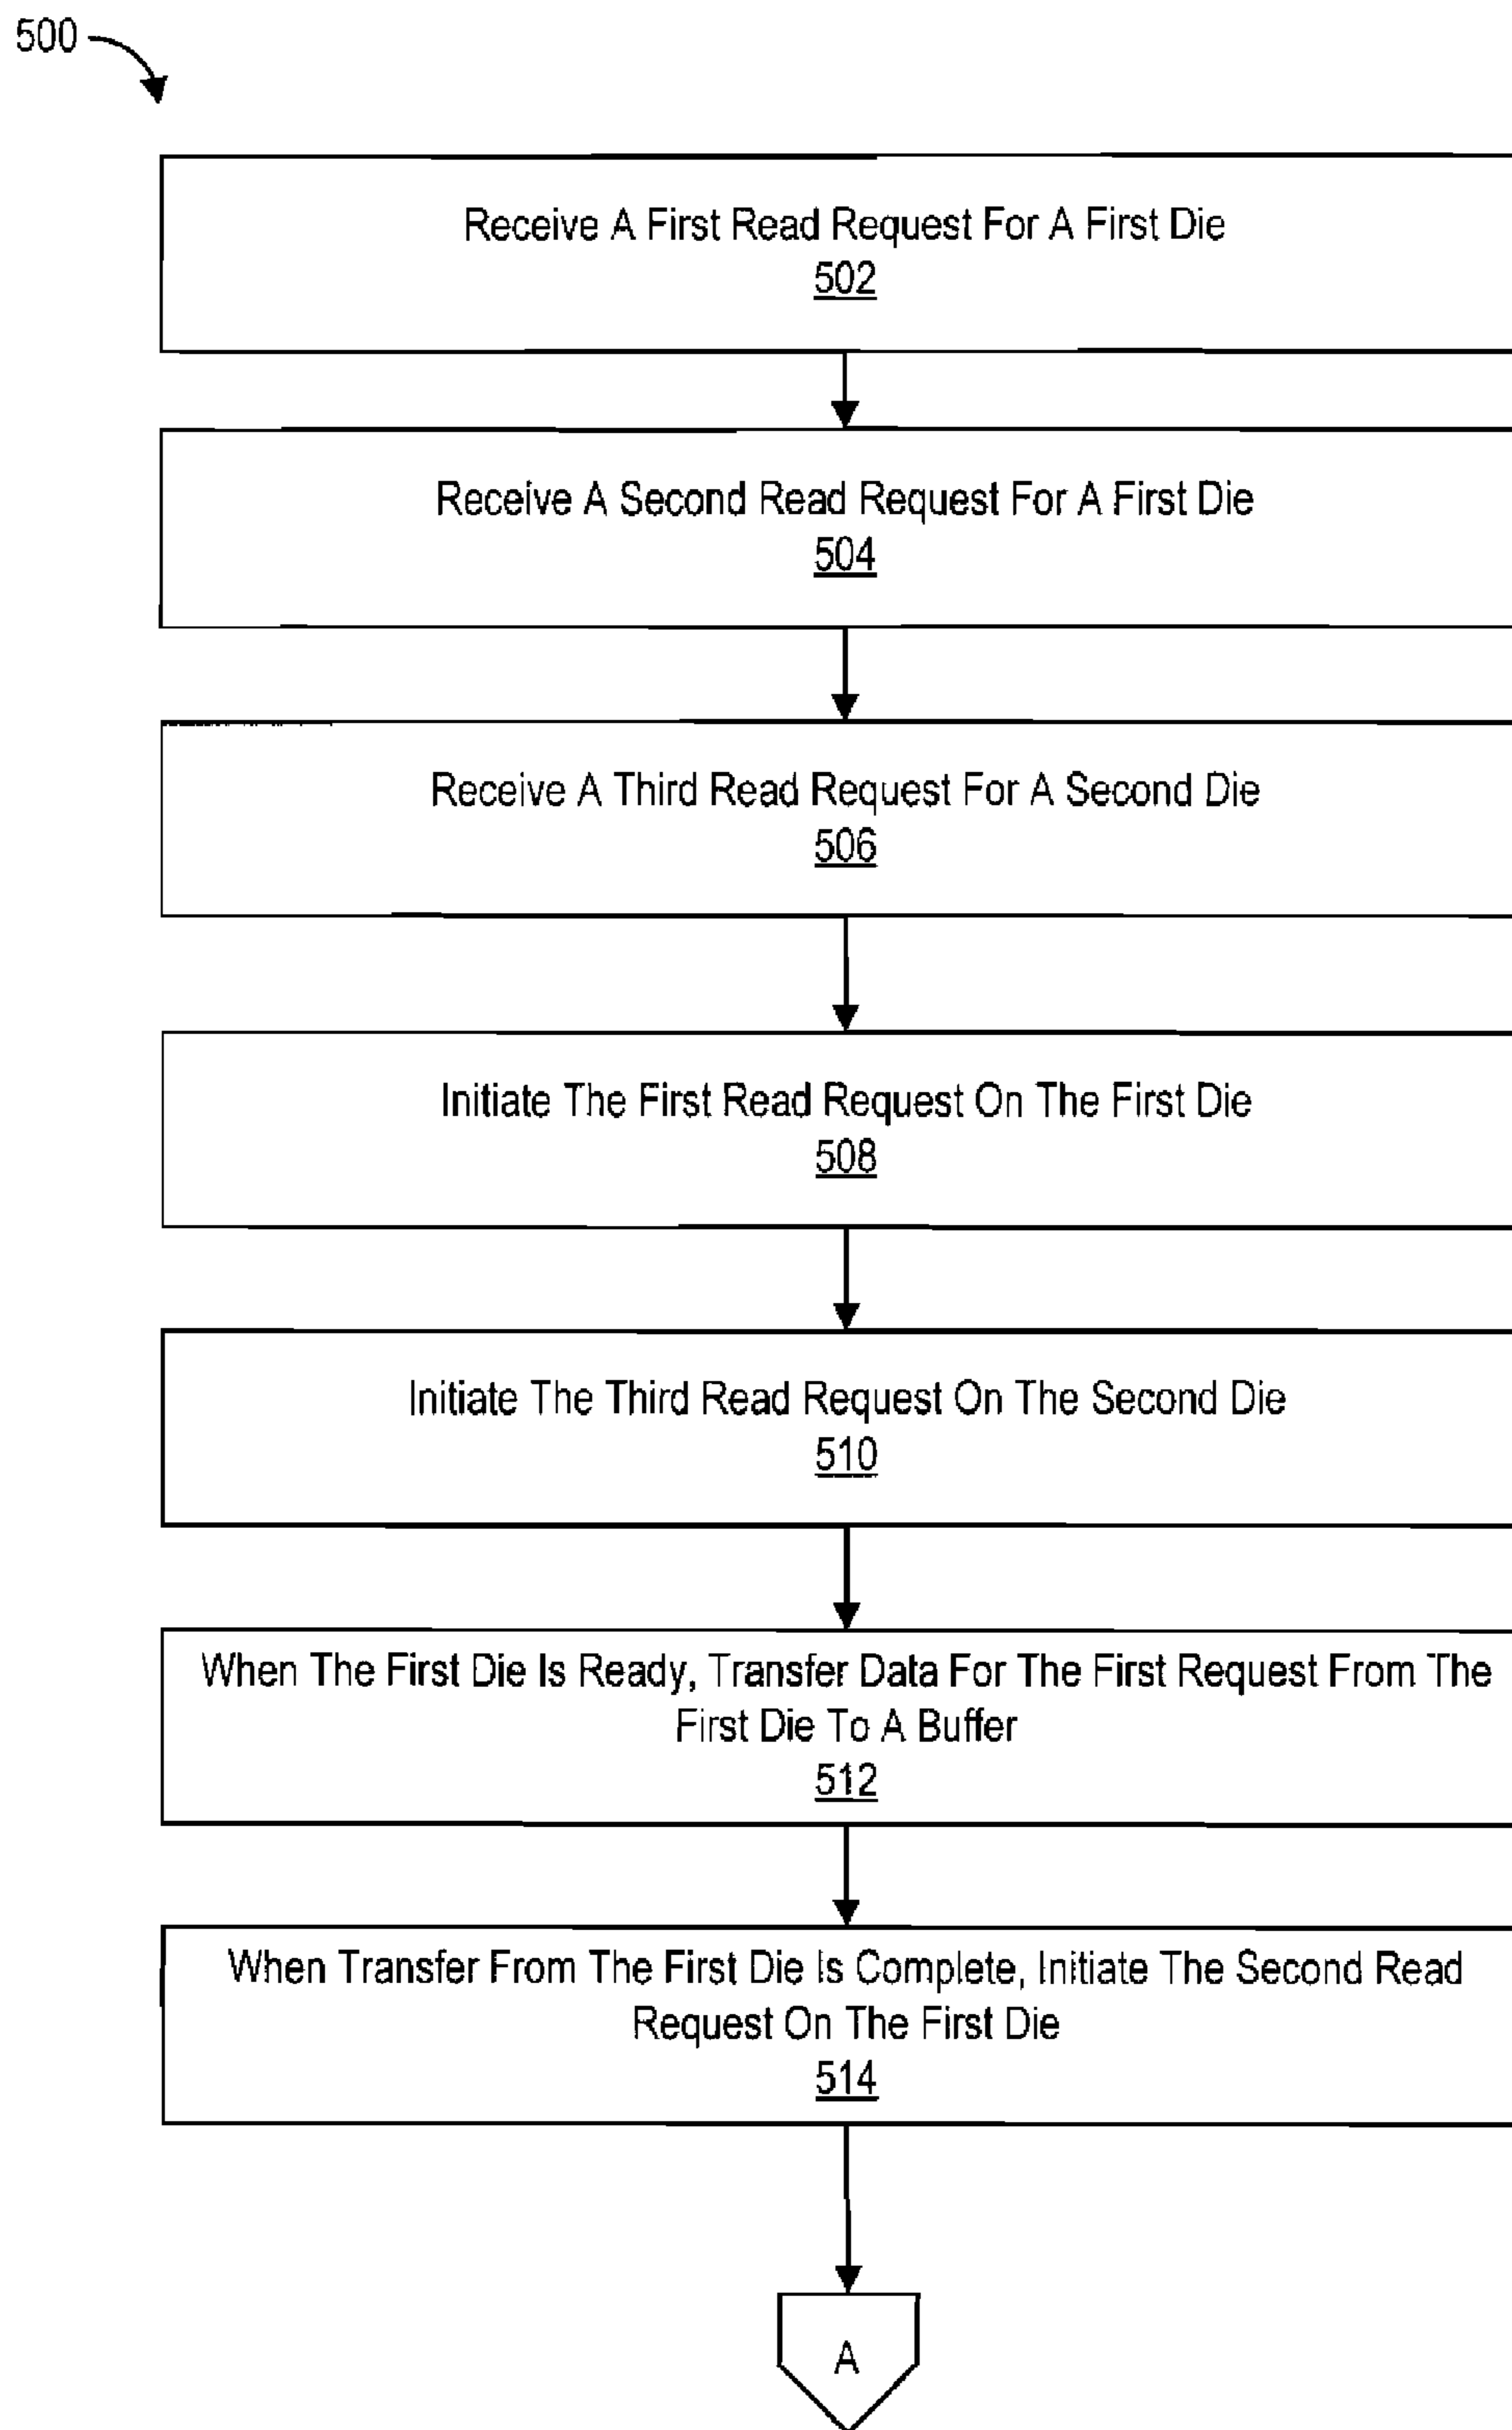 500
Receive A First Read Request For A First Die
502
Receive A Second Read Request For A First Die
504
Receive A Third Read Request For A Second Die
506
Initiate The First Read Request On The First Die
508
Initiate The Third Read Request On The Second Die
510
When The First Die Is Ready, Transfer Data For The First Request From The
First Die To A Buffer
512
When Transfer From The First Die Is Complete, Initiate The Second Read
Request On The First Die
514
A